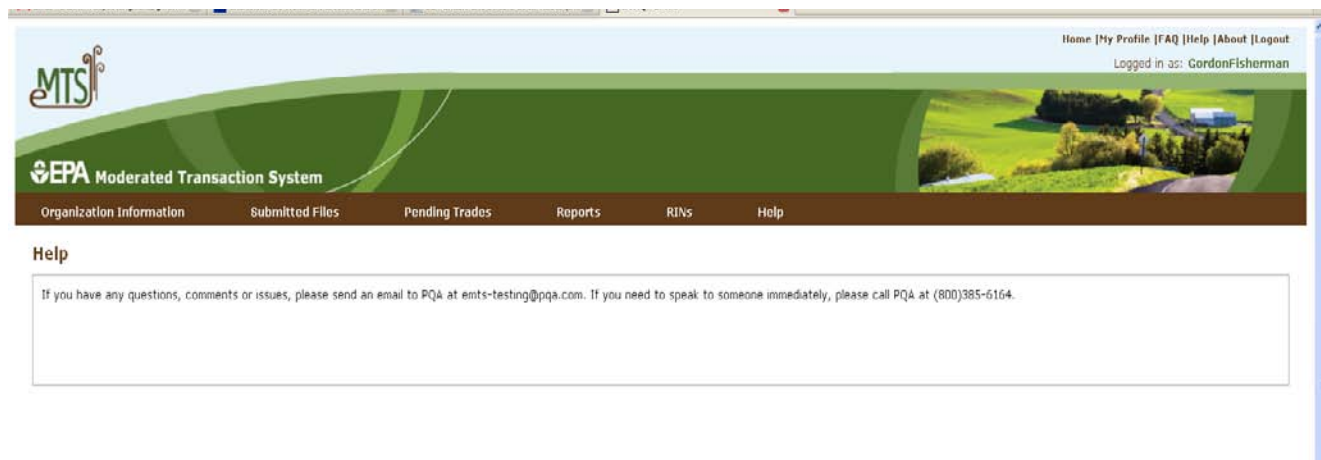 Home |My Profile |FAQ |Help |About |Logout
Logged in as: GordonFisherman
eMTS
EPA Moderated Transaction System
Organization Information Submitted Files Pending Trades Reports RINs Help
Help
If you have any questions, comments or issues, please send an email to PQA at emts-testing@pqa.com. If you need to speak to someone immediately, please call PQA at (800)385-6164.